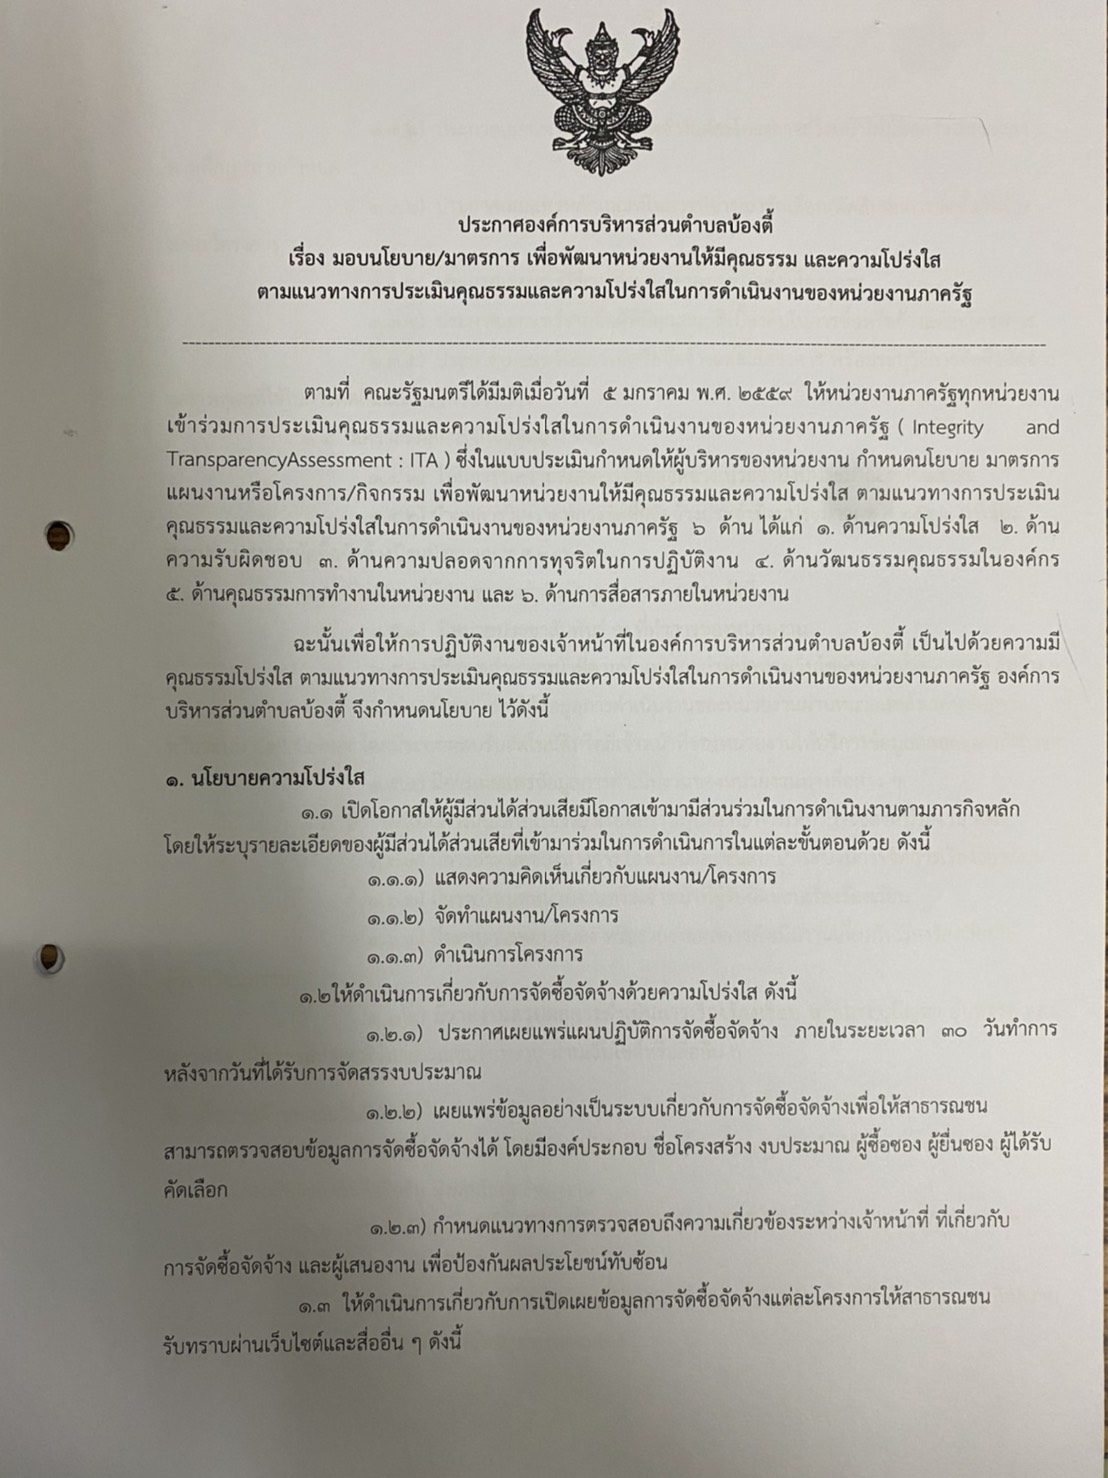 ประกาศองค์การบริหารส่วนตำบลบ้องตี้
เรื่อง มอบนโยบาย/มาตรการ เพื่อพัฒนาหน่วยงานให้มีคุณธรรม และความโปร่งใส
ตามแนวทางการประเมินคุณธรรมและความโปร่งใสในการดำเนินงานของหน่วยงานภาครัฐ
ตามที่ คณะรัฐมนตรีได้มีมติเมื่อวันที่ ๕ มกราคม พ.ศ. ๒๕๕๙ ให้หน่วยงานภาครัฐทุกหน่วยงาน
เข้าร่วมการประเมินคุณธรรมและความโปร่งใสในการดำเนินงานของหน่วยงานภาครัฐ ( Integrity and
TransparencyAssessment : ITA ) ซึ่งในแบบประเมินกำหนดให้ผู้บริหารของหน่วยงาน กำหนดนโยบาย มาตรการ
แผนงานหรือโครงการ/กิจกรรม เพื่อพัฒนาหน่วยงานให้มีคุณธรรมและความโปร่งใส ตามแนวทางการประเมิน
คุณธรรมและความโปร่งใสในการดำเนินงานของหน่วยงานภาครัฐ ๖ ด้าน ได้แก่ ๑. ด้านความโปร่งใส ๒. ด้าน
ความรับผิดชอบ ๓. ด้านความปลอดจากการทุจริตในการปฏิบัติงาน ๔. ด้านวัฒนธรรมคุณธรรมในองค์กร
๕. ด้านคุณธรรมการทำงานในหน่วยงาน และ ๖. ด้านการสื่อสารภายในหน่วยงาน
ฉะนั้นเพื่อให้การปฏิบัติงานของเจ้าหน้าที่ในองค์การบริหารส่วนตำบลบ้องตี้ เป็นไปด้วยความมี
คุณธรรมโปร่งใส ตามแนวทางการประเมินคุณธรรมและความโปร่งใสในการดำเนินงานของหน่วยงานภาครัฐ องค์การ
บริหารส่วนตำบลบ้องตี้ จึงกำหนดนโยบาย ไว้ดังนี้
๑. นโยบายความโปร่งใส
๑.๑ เปิดโอกาสให้ผู้มีส่วนได้ส่วนเสียมีโอกาสเข้ามามีส่วนร่วมในการดำเนินงานตามภารกิจหลัก
โดยให้ระบุรายละเอียดของผู้มีส่วนได้ส่วนเสียที่เข้ามาร่วมในการดำเนินการในแต่ละขั้นตอนด้วย ดังนี้
๑.๑.๑) แสดงความคิดเห็นเกี่ยวกับแผนงาน/โครงการ
๑.๑.๒) จัดทำแผนงาน/โครงการ
๑.๑.๓) ดำเนินการโครงการ
๑.๒ให้ดำเนินการเกี่ยวกับการจัดซื้อจัดจ้างด้วยความโปร่งใส ดังนี้
๑.๒.๑) ประกาศเผยแพร่แผนปฏิบัติการจัดซื้อจัดจ้าง ภายในระยะเวลา ๓๐ วันทำการ
หลังจากวันที่ได้รับการจัดสรรงบประมาณ
๑.๒.๒) เผยแพร่ข้อมูลอย่างเป็นระบบเกี่ยวกับการจัดซื้อจัดจ้างเพื่อให้สาธารณชน
สามารถตรวจสอบข้อมูลการจัดซื้อจัดจ้างได้ โดยมีองค์ประกอบ ชื่อโครงสร้าง งบประมาณ ผู้ซื้อซอง ผู้ยื่นซอง ผู้ได้รับ
คัดเลือก
๑.๒.๓) กำหนดแนวทางการตรวจสอบถึงความเกี่ยวข้องระหว่างเจ้าหน้าที่ ที่เกี่ยวกับ
การจัดซื้อจัดจ้าง และผู้เสนองาน เพื่อป้องกันผลประโยชน์ทับซ้อน
๑.๓ ให้ดำเนินการเกี่ยวกับการเปิดเผยข้อมูลการจัดซื้อจัดจ้างแต่ละโครงการให้สาธารณชน
รับทราบผ่านเว็บไซต์และสื่ออื่น ๆ ดังนี้